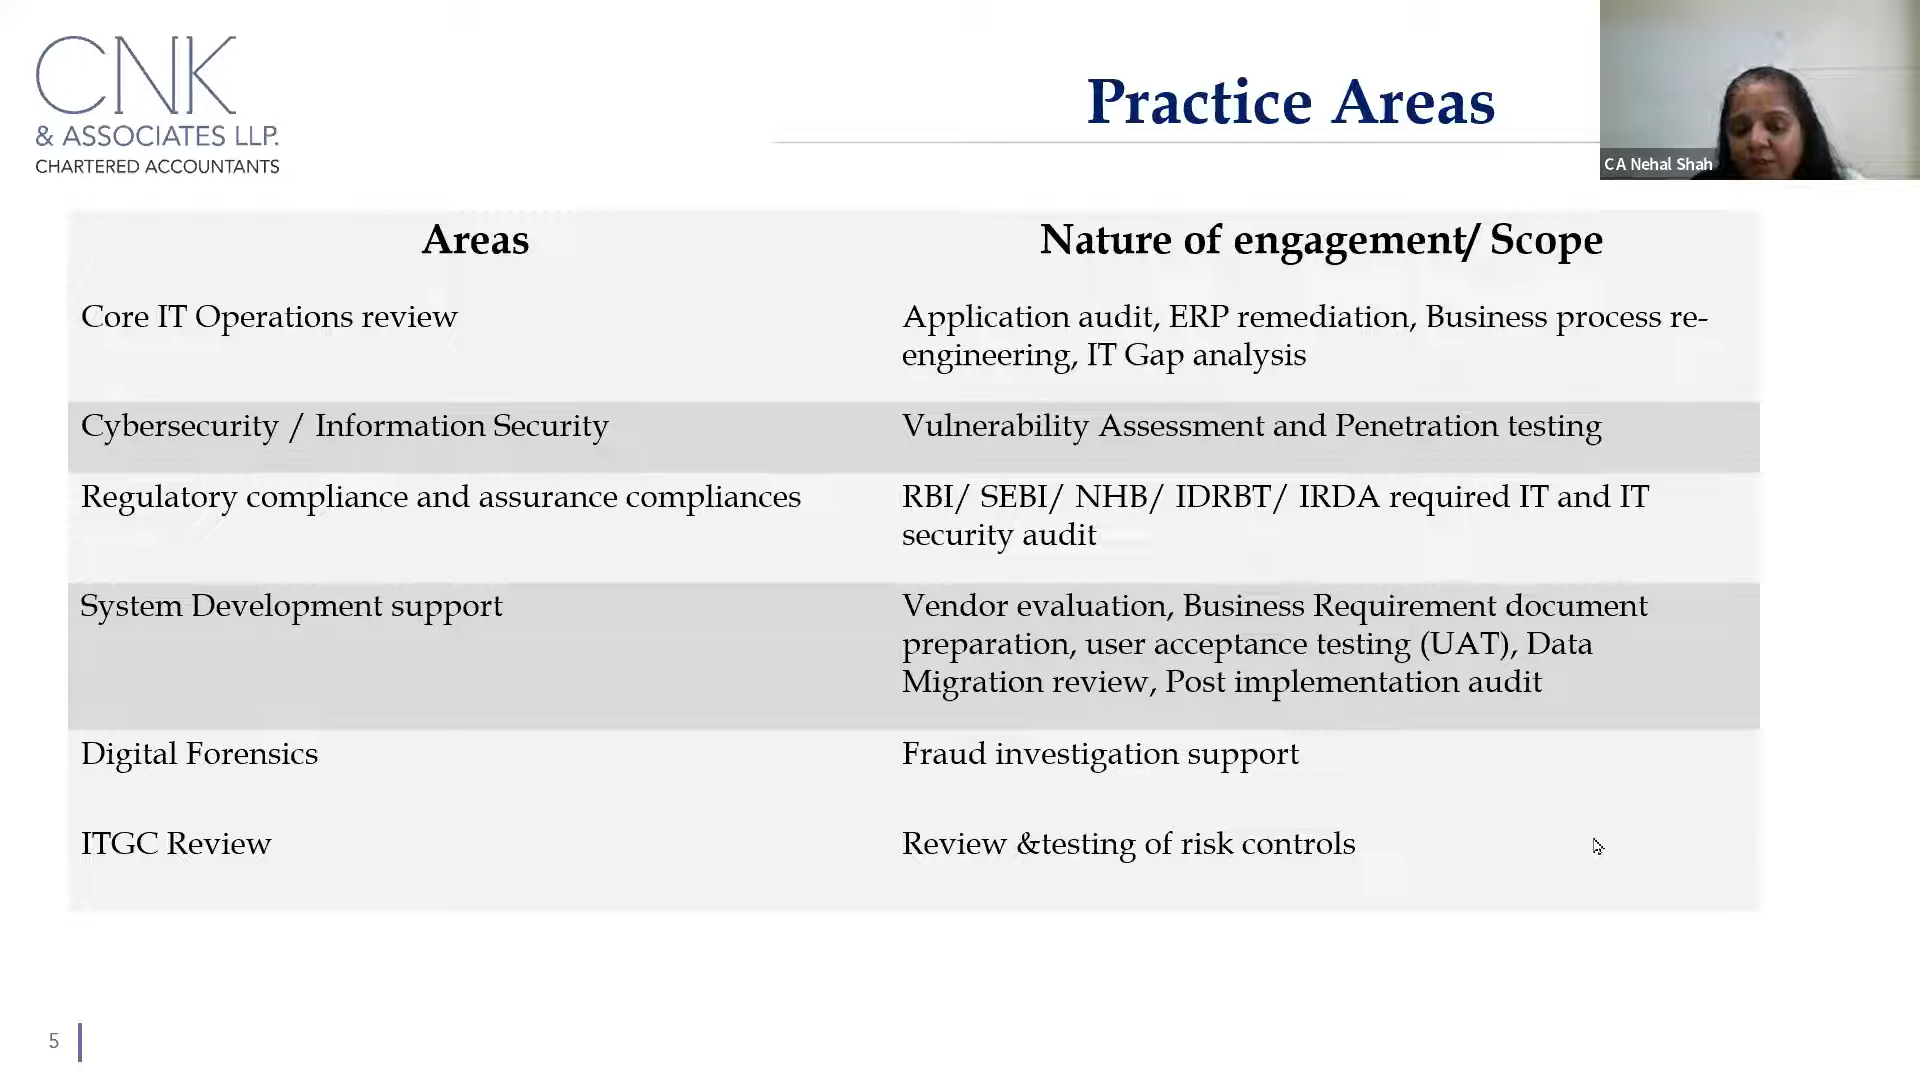 CNK
& ASSOCIATES LLP.
CHARTERED ACCOUNTANTS
Practice Areas
C A Nehal Shah
Areas
Nature of engagement/ Scope
Core IT Operations review
Application audit, ERP remediation, Business process re-
engineering, IT Gap analysis
Cybersecurity / Information Security
Vulnerability Assessment and Penetration testing
Regulatory compliance and assurance compliances
RBI/ SEBI/ NHB/ IDRBT/ IRDA required IT and IT
security audit
System Development support
Vendor evaluation, Business Requirement document
preparation, user acceptance testing (UAT), Data
Migration review, Post implementation audit
Digital Forensics
Fraud investigation support
ITGC Review
Review &testing of risk controls
5